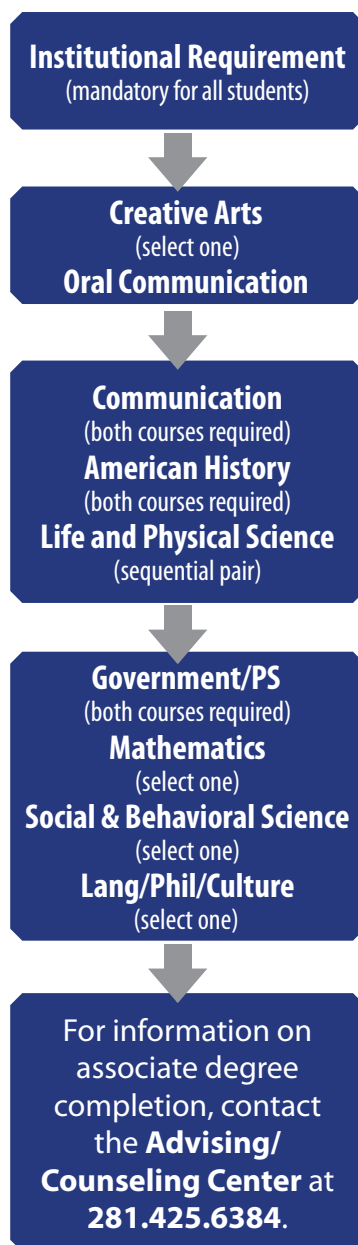 Institutional Requirement
(mandatory for all students)
Creative Arts
(select one)
Oral Communication
Communication
(both courses required)
American History
(both courses required)
Life and Physical Science
(sequential pair)
Government/PS
(both courses required)
Mathematics
(select one)
Social & Behavioral Science
(select one)
Lang/Phil/Culture
(select one)
For information on
associate degree
completion, contact
the Advising/
Counseling Center at
281.425.6384.